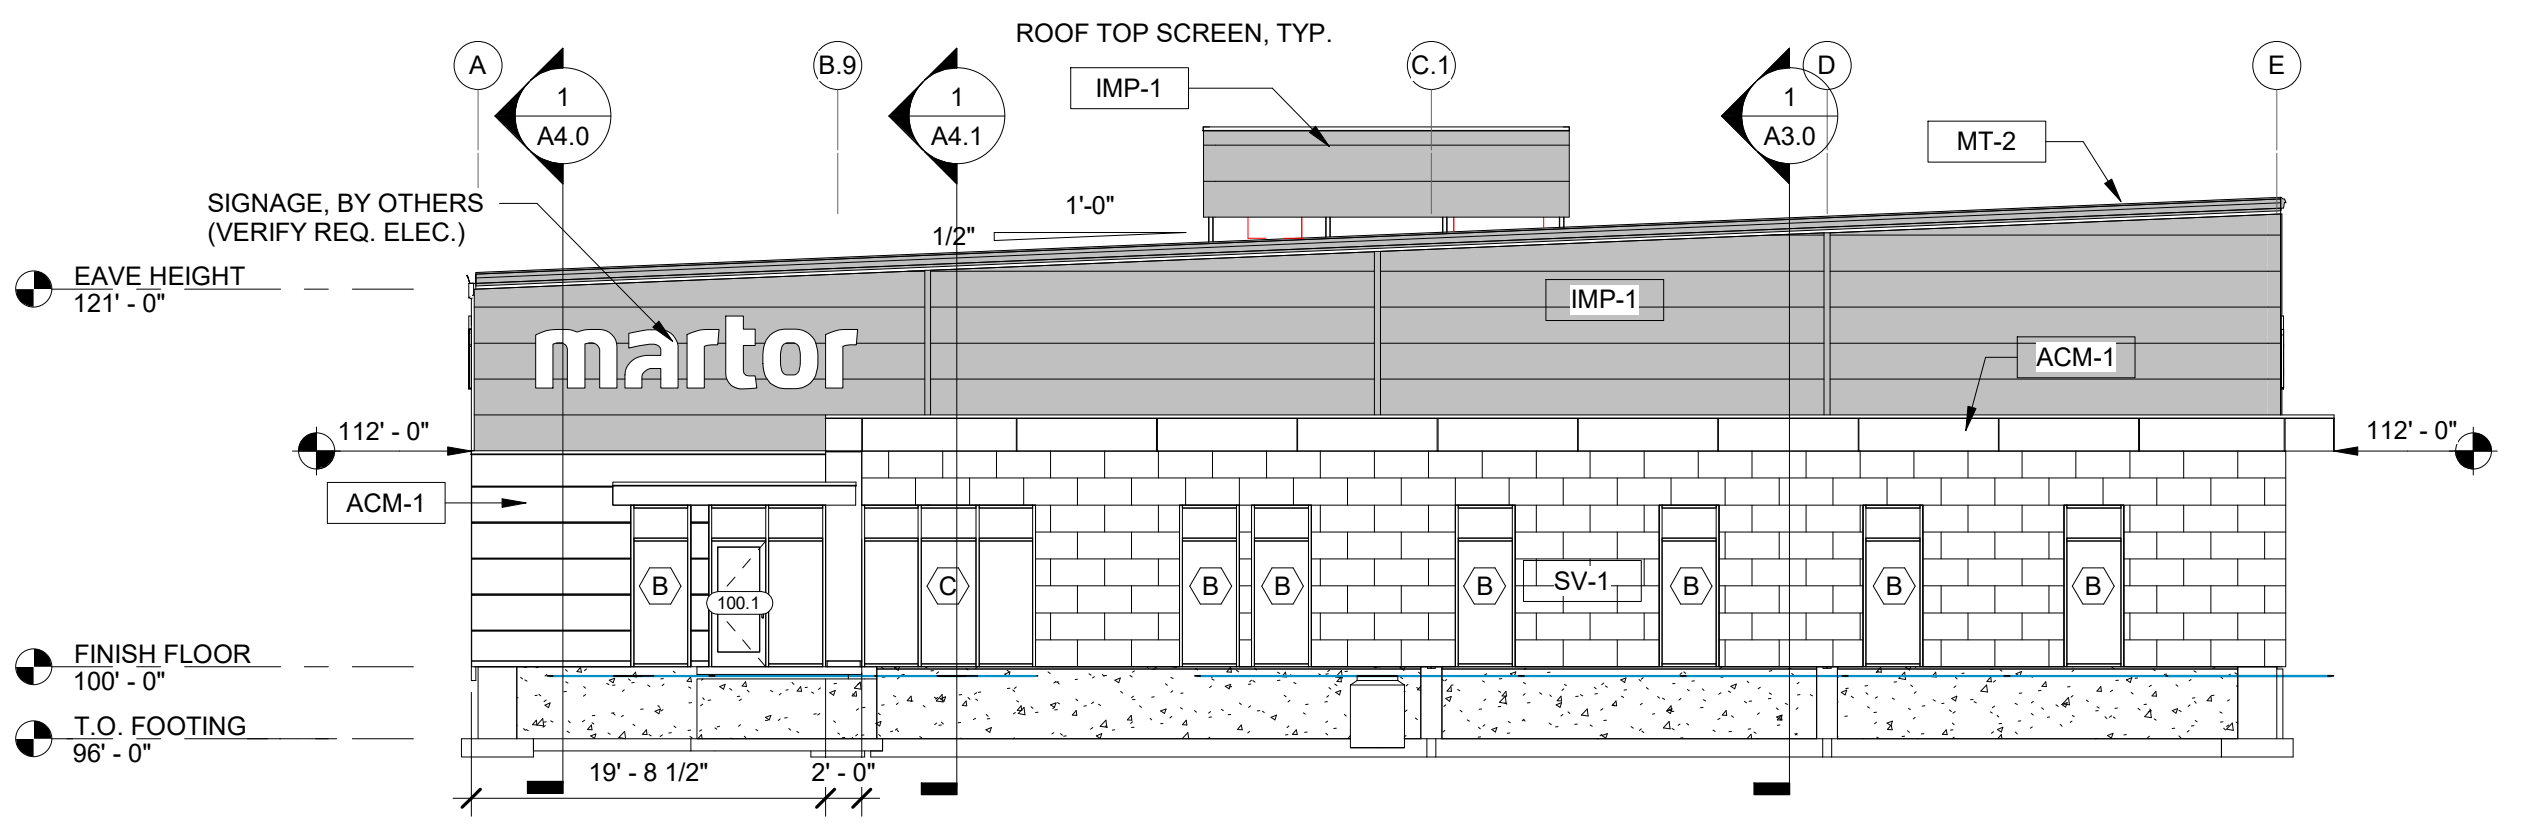 ROOF TOP SCREEN, TYP.
A
B.9
C.1
D
E
1
A4.0
1
A4.1
IMP-1
1
A3.0
MT-2
SIGNAGE, BY OTHERS
(VERIFY REQ. ELEC.)
1'-0"
1/2"
EAVE HEIGHT
121' - 0"
IMP-1
martor
ACM-1
112' - 0"
112' - 0"
ACM-1
B
C
B
B
B
SV-1
B
B
B
100.1
FINISH FLOOR
100' - 0"
T.O. FOOTING
96' - 0"
19' - 8 1/2"
2' - 0"